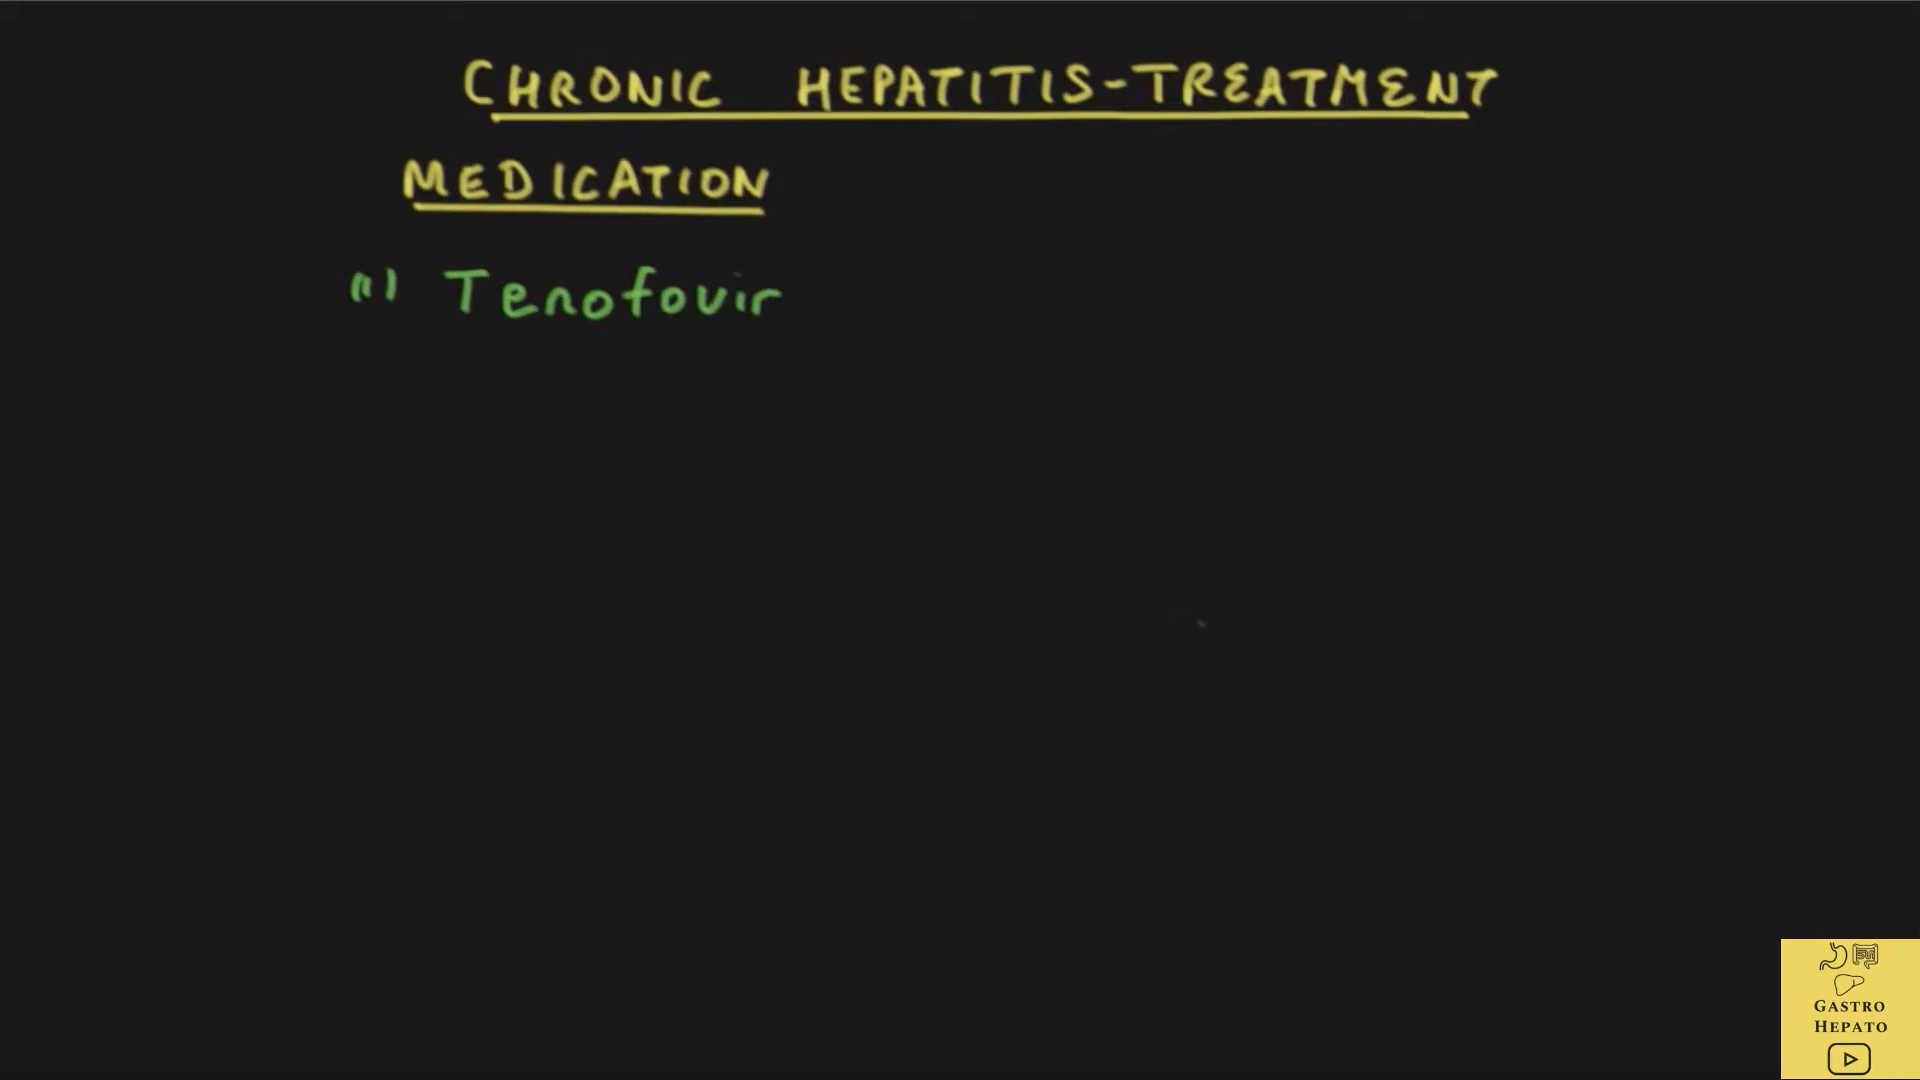 CHRONIC HEPATITIS-TREATMENT
MEDICATION
(1) Tenofovir
GASTRO
HEPATO